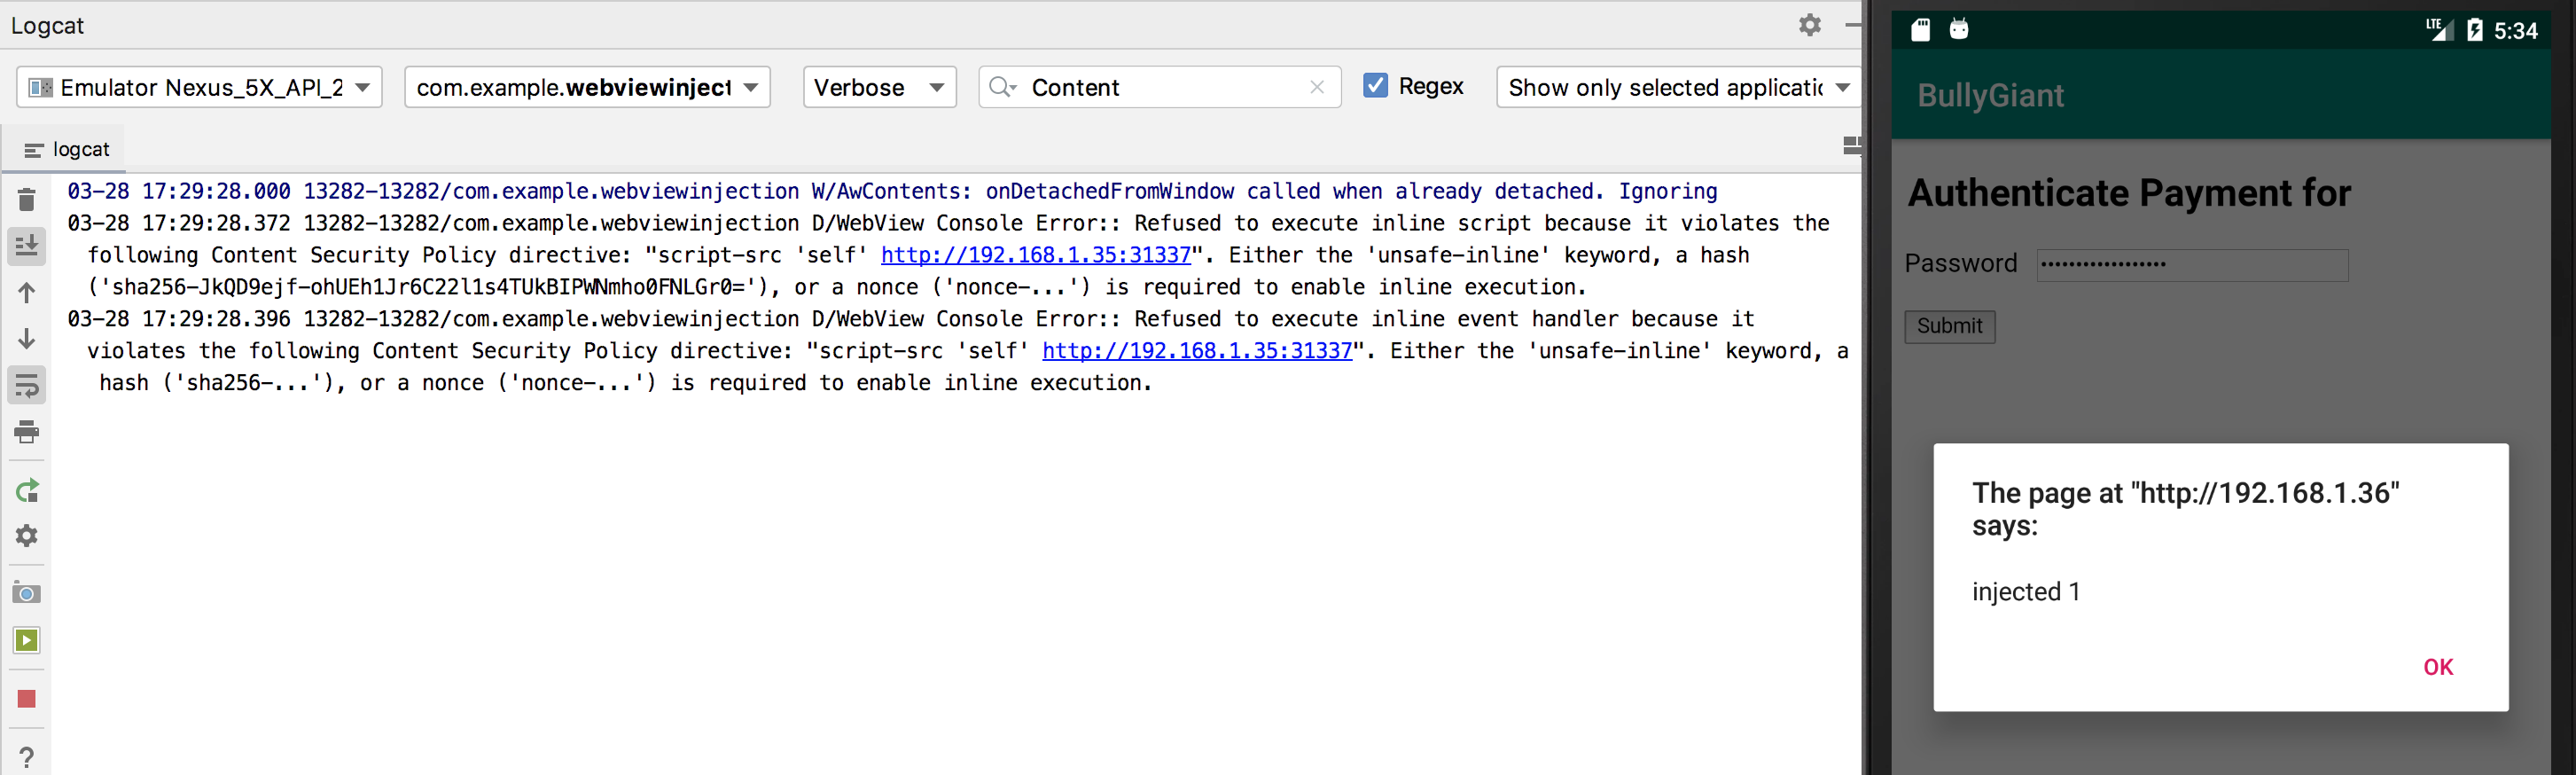 Logcat
Emulator Nexus_5X_API_2
com.example.webviewinject
Verbose
Content
Regex
Show only selected applicatic
logcat
03-28 17:29:28.000 13282-13282/com.example.webviewinjection W/AwContents: onDetachedFromWindow called when already detached. Ignoring
03-28 17:29:28.372 13282-13282/com.example.webviewinjection D/WebView Console Error:: Refused to execute inline script because it violates the
following Content Security Policy directive: "script-src 'self' http://192.168.1.35:31337". Either the 'unsafe-inline' keyword, a hash
('sha256-JkQD9ejf-ohUEh1Jr6C22l1s4TUkBIPWNmho0FNLGr0='), or a nonce ('nonce-...') is required to enable inline execution.
03-28 17:29:28.396 13282-13282/com.example.webviewinjection D/WebView Console Error:: Refused to execute inline event handler because it
violates the following Content Security Policy directive: "script-src 'self' http://192.168.1.35:31337". Either the 'unsafe-inline' keyword, a
hash ('sha256-...'), or a nonce ('nonce-...') is required to enable inline execution.
?
LTE
5:34
BullyGiant
Authenticate Payment for
Password ••••••••••••••••••
Submit
The page at "http://192.168.1.36"
says:
injected 1
OK